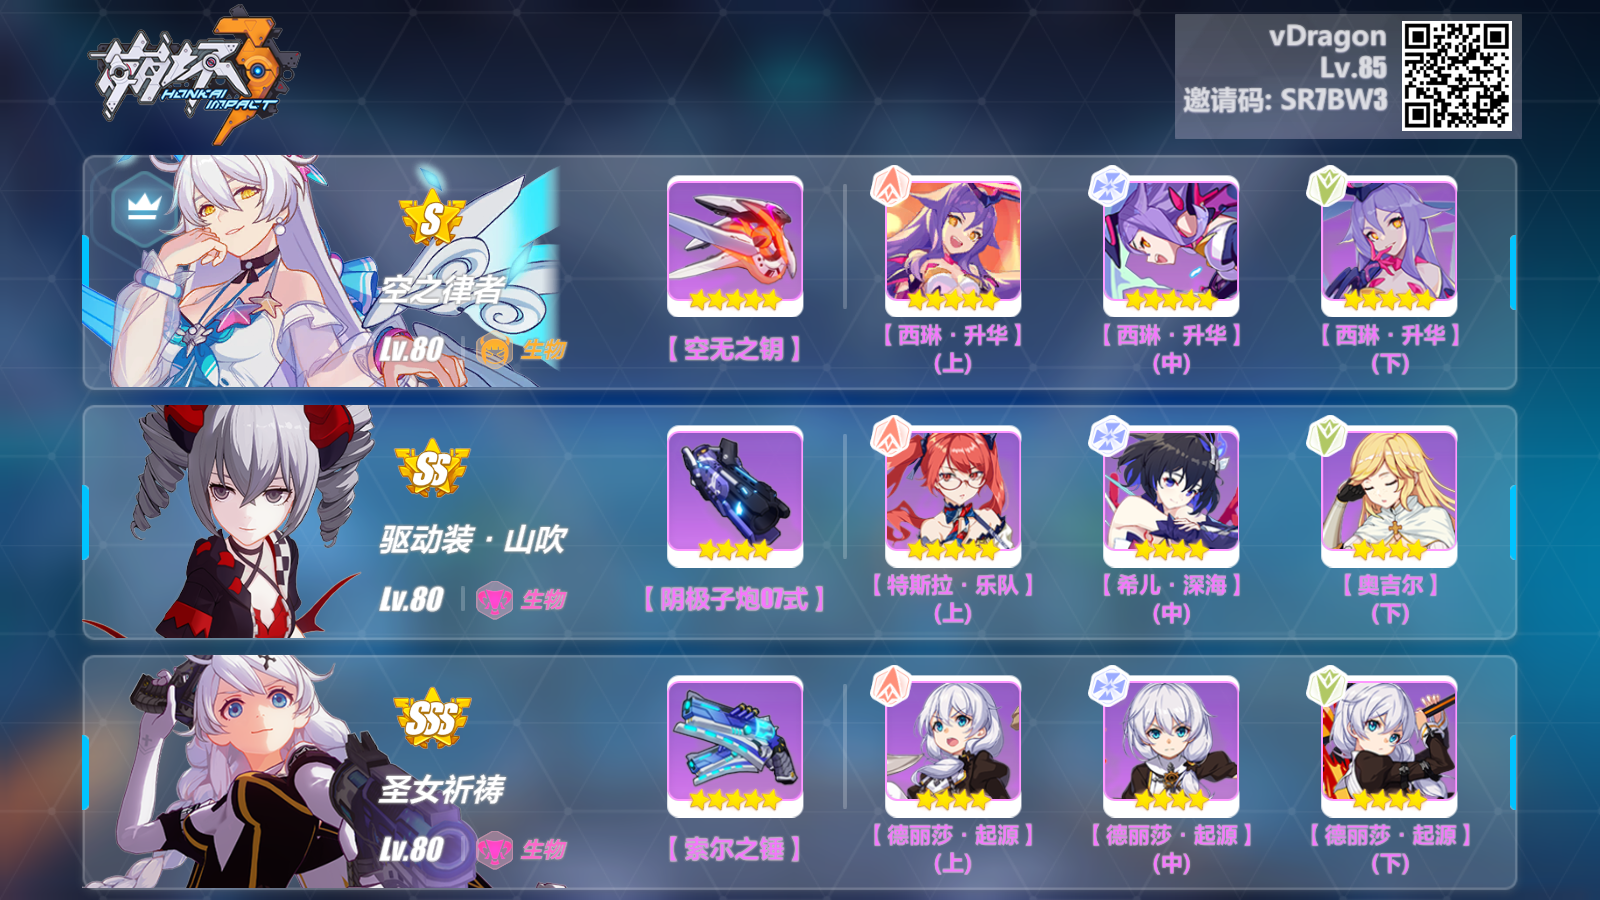 崩坏3
HONKAI
IMPACT
vDragon
Lv.85
邀请码: SR7BW3
S
空之律者
Lv.80
生物
【空无之钥】
【西琳·升华】
(上)
【西琳·升华】
(中)
【西琳·升华】
(下)
SS
驱动装·山吹
Lv.80
生物
【阴极子炮07式】
【特斯拉·乐队】
(上)
【希儿·深海】
(中)
【奥吉尔】
(下)
SSS
圣女祈祷
Lv.80
生物
【索尔之锤】
【德丽莎·起源】
(上)
【德丽莎·起源】
(中)
【德丽莎·起源】
(下)